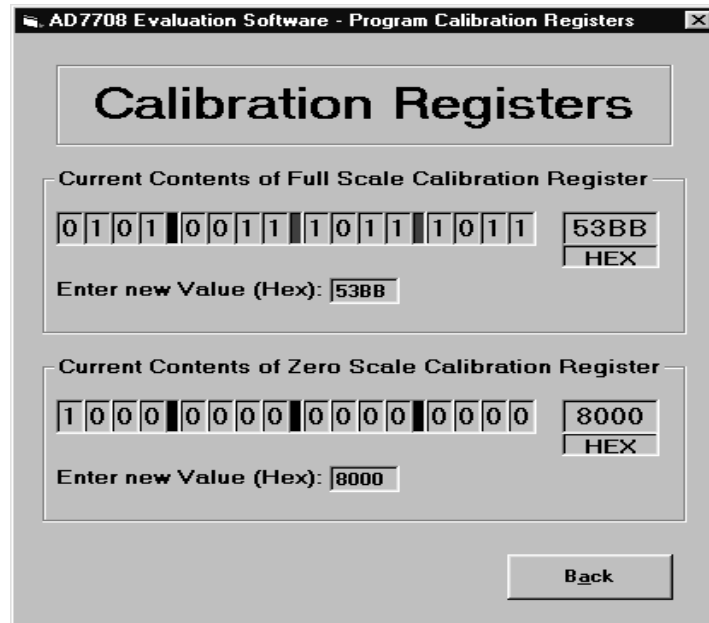 AD7708 Evaluation Software - Program Calibration Registers
Calibration Registers
Current Contents of Full Scale Calibration Register
0 1 0 1 0 0 1 1 1 0 1 1 1 0 1 1 53BB
HEX
Enter new Value (Hex): 53BB
Current Contents of Zero Scale Calibration Register
1 0 0 0 0 0 0 0 0 0 0 0 0 0 0 0 8000
HEX
Enter new Value (Hex): 8000
Back